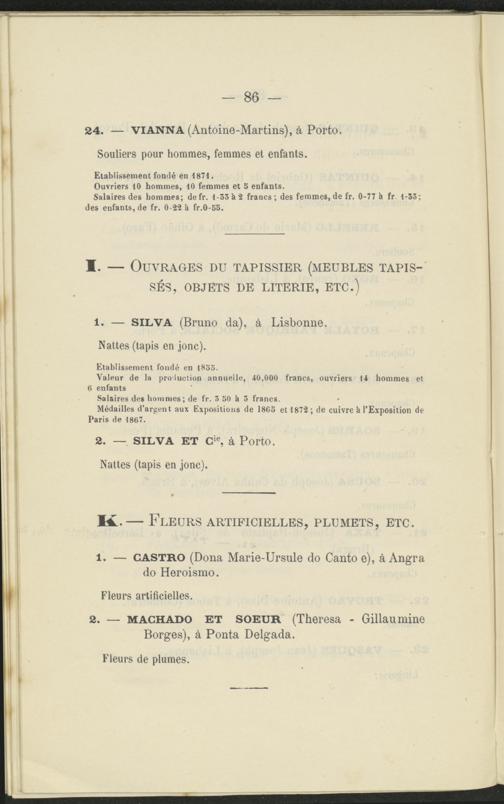 — 86 —
24. — VIANNA (Antoine-Martins), á Porto.
Souliers pour hommes, femmes et enfants.
Etablissement fondé en 1871.
Ouvriers 10 hommes, 10 femmes et 5 enfants.
Salaires des hommes; de fr. 1-55 à 2 francs; des femmes, de fr. 0-77 à fr 1-55;
des enfants, de fr. 0-22 à fr.0-55.
I. — OUVRAGES DU TAPISSIER (MEUBLES TAPIS-
SÉS, OBJETS DE LITERIE, ETC.)
1. — SILVA (Bruno da), á Lisbonne.
Nattes (tapis en jonc).
Etablissement fondé en 1855.
Valeur de la production annuelle, 40,000 francs, ouvriers 14 hommes et
6 enfants
Salaires des hommes; de fr. 3 50 à 5 francs.
Médailles d'argent aux Expositions de 1865 et 1872; de cuivre à l'Exposition de
Paris de 1867.
2. — SILVA ET Cie, á Porto.
Nattes (tapis en jonc).
K. — FLEURS ARTIFICIELLES, PLUMETS, ETC.
1. — CASTRO (Dona Marie-Ursule do Canto e), á Angra
do Heroismo.
Fleurs artificielles.
2. — MACHADO ET SOEUR (Theresa - Gillaumine
Borges), á Ponta Delgada.
Fleurs de plumes.